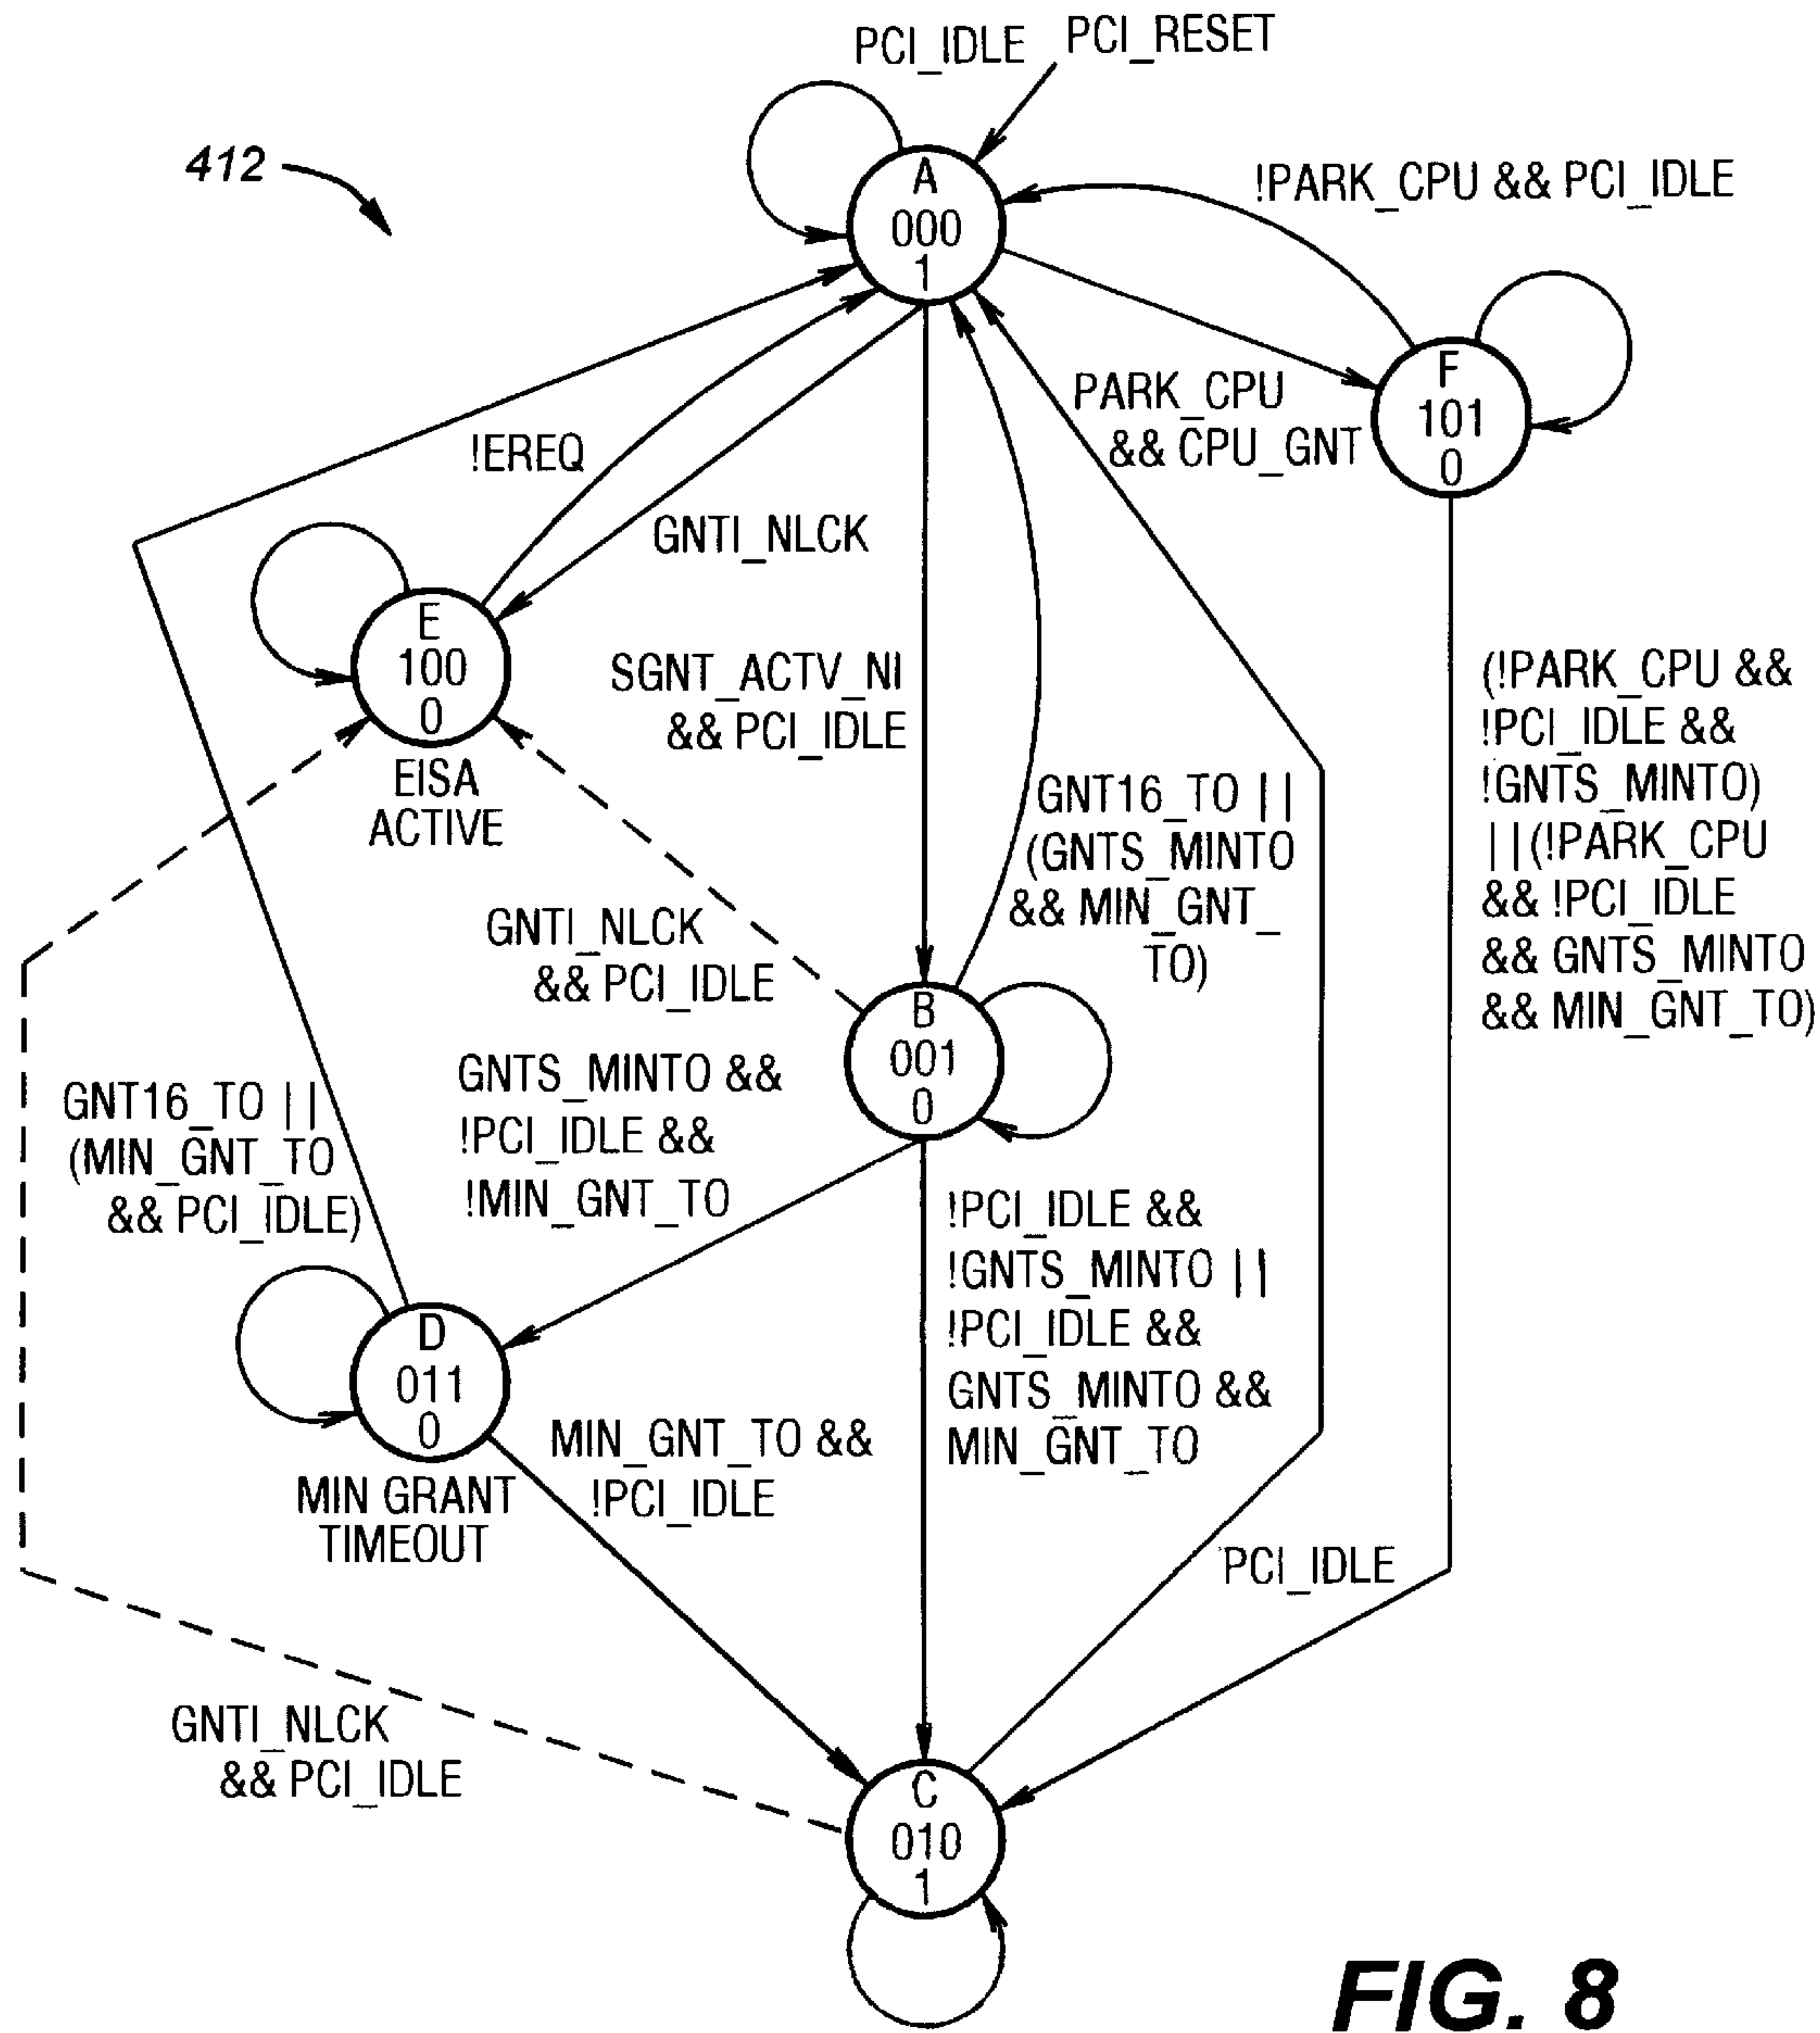 PCI_IDLE
PCI_RESET
412
A
000
1
!PARK_CPU && PCI_IDLE
F
101
0
PARK_CPU
&& CPU_GNT
!EREQ
GNTI_NLCK
E
100
0
EISA
ACTIVE
SGNT_ACTV_NI
&& PCI_IDLE
(!PARK_CPU &&
!PCI_IDLE &&
!GNTS_MINTO)
||(!PARK_CPU
&& !PCI_IDLE
&& GNTS_MINTO
&& MIN_GNT_TO)
GNT16_TO ||
(GNTS_MINTO
&& MIN_GNT_
TO)
GNTI_NLCK
&& PCI_IDLE
B
001
0
GNTS_MINTO &&
!PCI_IDLE &&
!MIN_GNT_TO
GNT16_TO ||
(MIN_GNT_TO
&& PCI_IDLE)
!PCI_IDLE &&
!GNTS_MINTO ||
!PCI_IDLE &&
GNTS_MINTO &&
MIN_GNT_TO
D
011
0
MIN GRANT
TIMEOUT
MIN_GNT_TO &&
!PCI_IDLE
PCI_IDLE
GNTI_NLCK
&& PCI_IDLE
C
010
1
FIG. 8